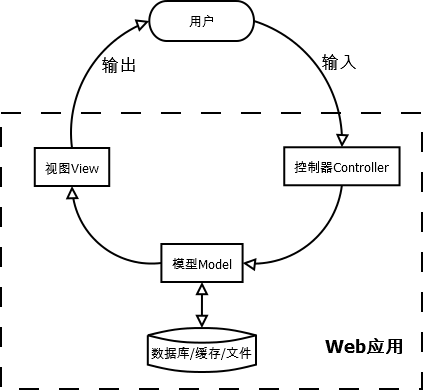 用户
输出
输入
视图View
控制器Controller
模型Model
数据库/缓存/文件
Web应用